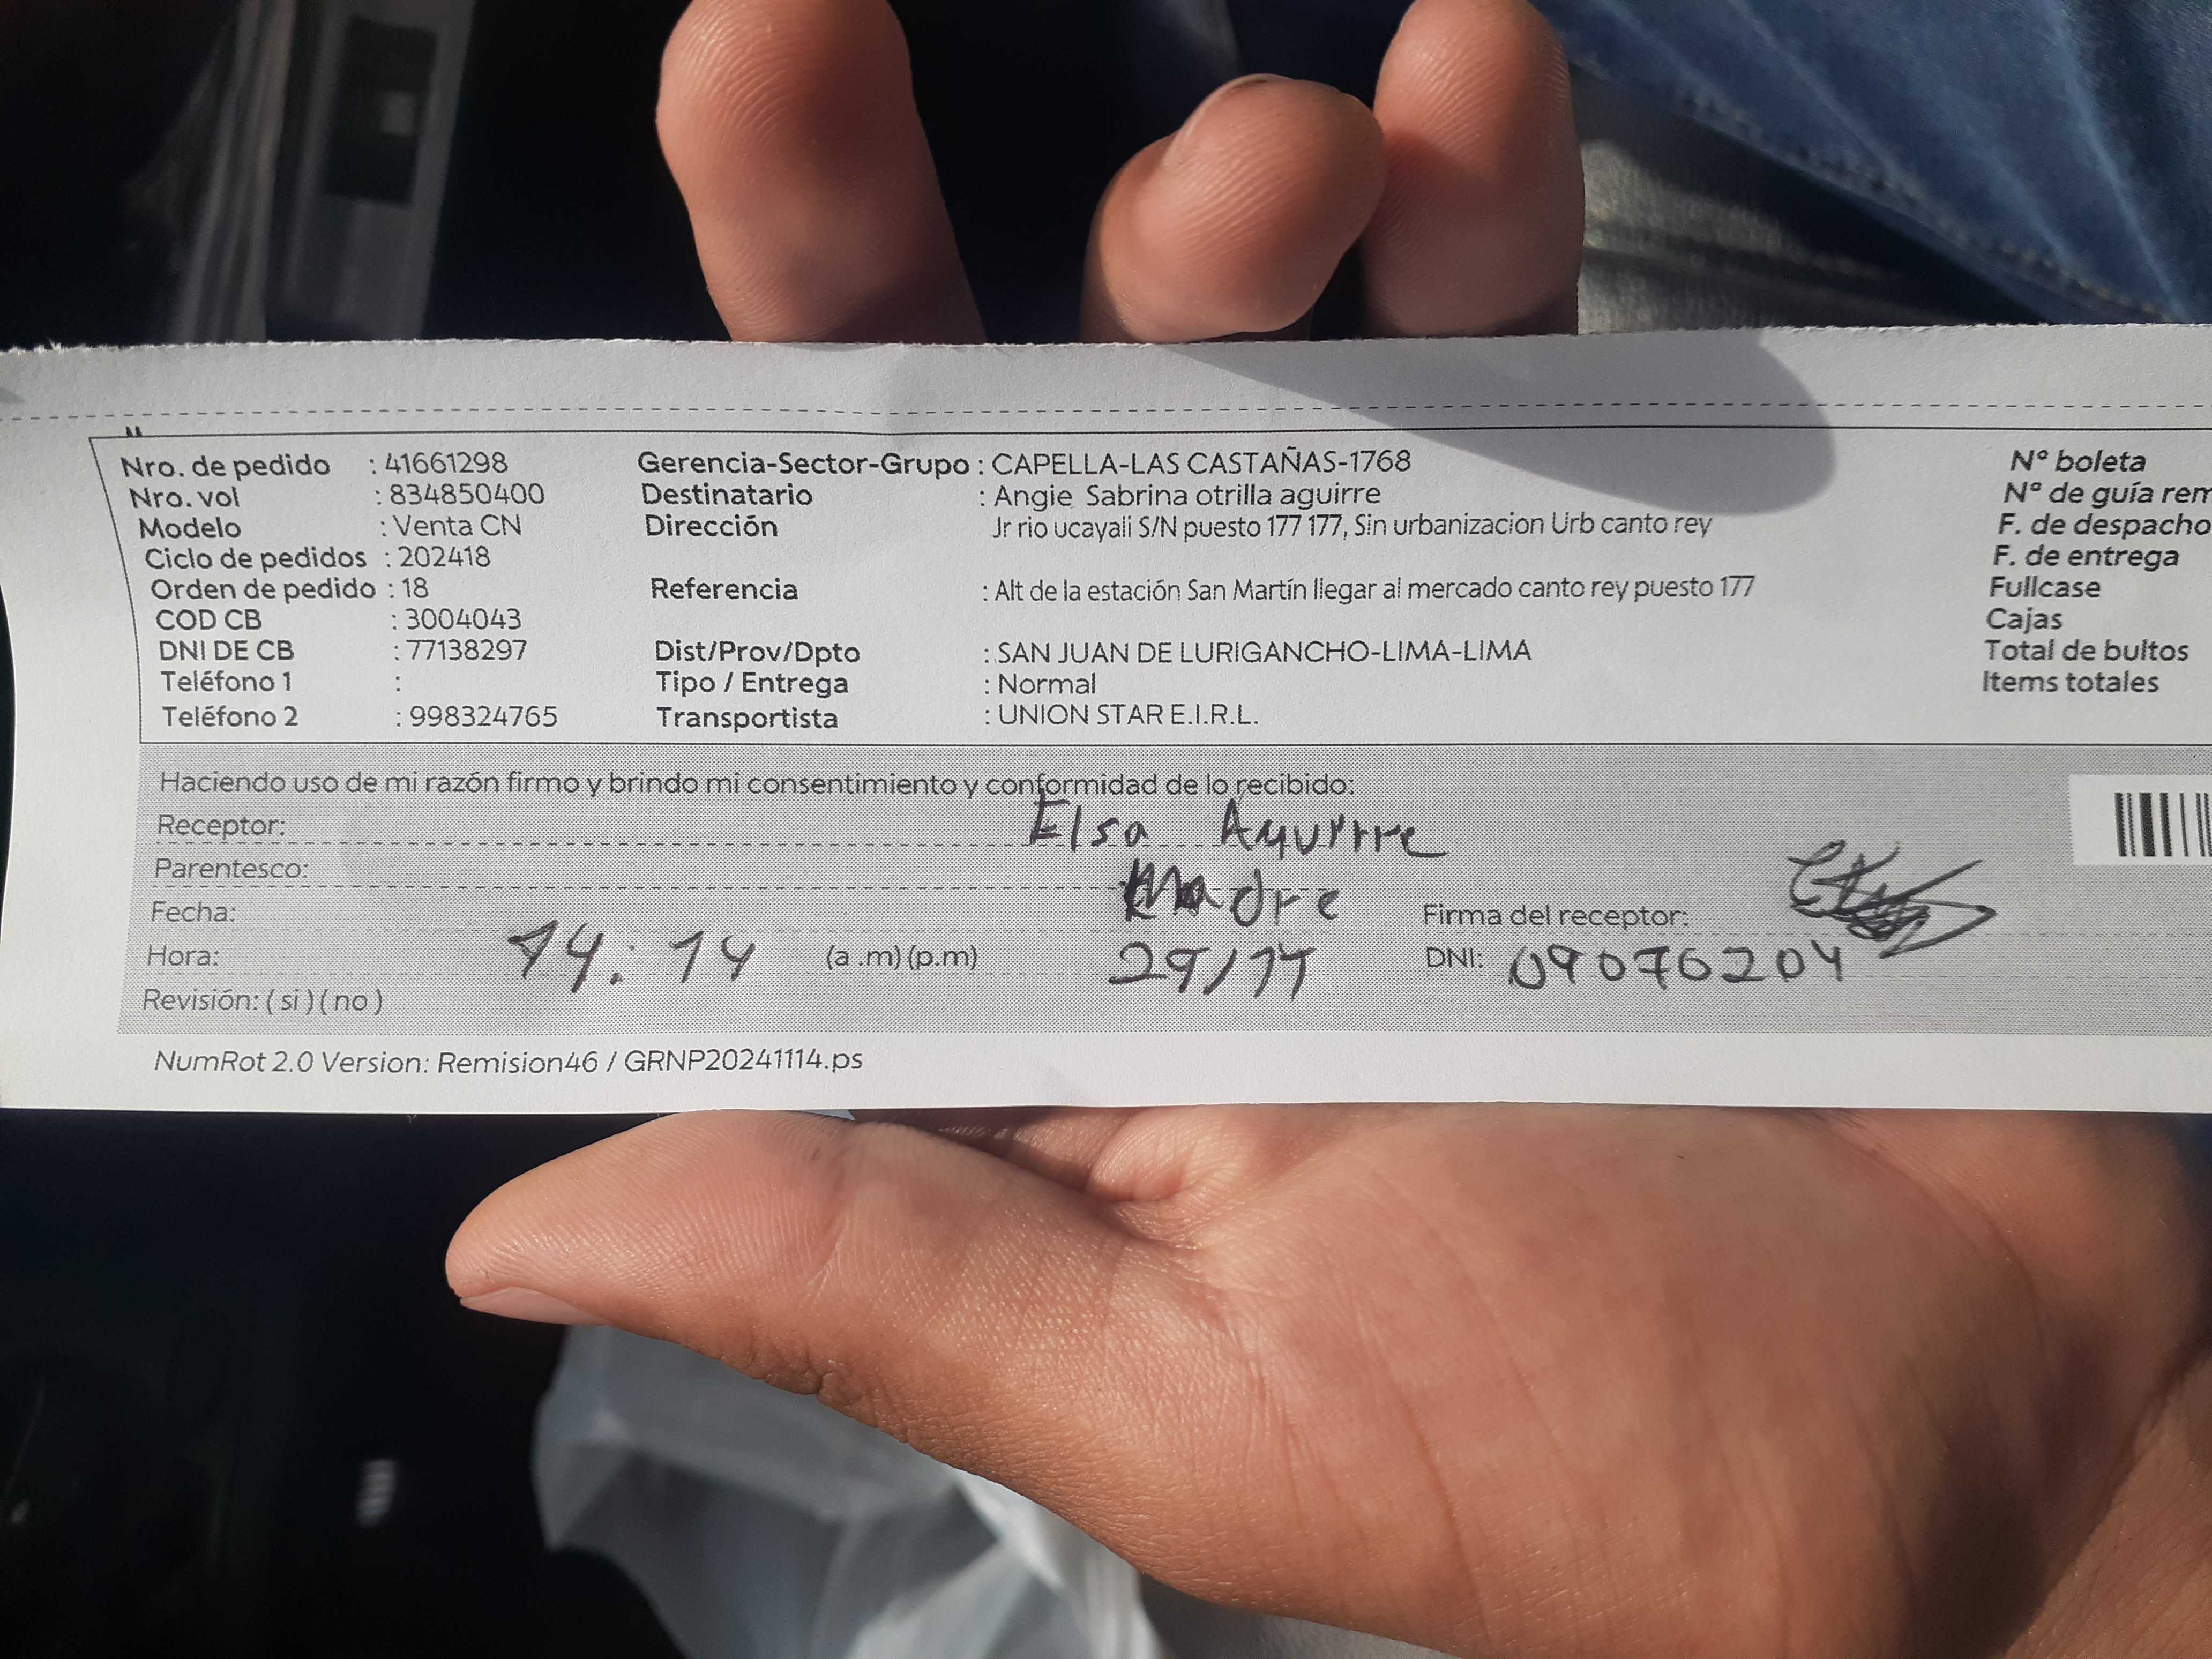 Nro. de pedido : 41661298 Gerencia-Sector-Grupo : CAPELLA-LAS CASTAÑAS-1768 N° boleta
Nro. vol : 834850400 Destinatario : Angie Sabrina otrilla aguirre N° de guía rem
Modelo : Venta CN Dirección Jr rio ucayali S/N puesto 177 177, Sin urbanizacion Urb canto rey F. de despacho
Ciclo de pedidos : 202418 F. de entrega
Orden de pedido : 18 Referencia : Alt de la estación San Martín llegar al mercado canto rey puesto 177 Fullcase
COD CB : 3004043 Cajas
DNI DE CB : 77138297 Dist/Prov/Dpto : SAN JUAN DE LURIGANCHO-LIMA-LIMA Total de bultos
Teléfono 1 : Tipo / Entrega : Normal Items totales
Teléfono 2 : 998324765 Transportista : UNION STAR E.I.R.L.
Haciendo uso de mi razón firmo y brindo mi consentimiento y conformidad de lo recibido:
Receptor: Elsa Aguirre
Parentesco: Madre
Fecha: Firma del receptor:
Hora: 14:14 (a .m) (p.m) 29/11 DNI: 09076204
Revisión: ( si ) ( no )
NumRot 2.0 Version: Remision46 / GRNP20241114.ps